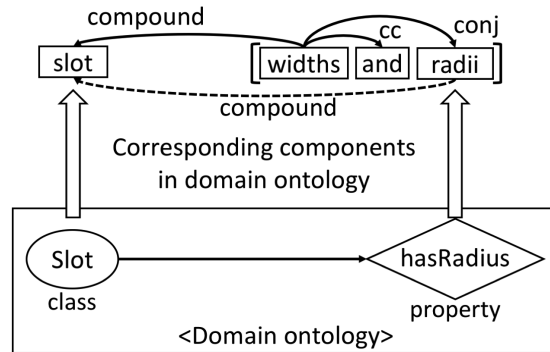 compound
cc
conj
slot
[ widths and radii ]
compound
Corresponding components
in domain ontology
Slot
hasRadius
class
property
<Domain ontology>